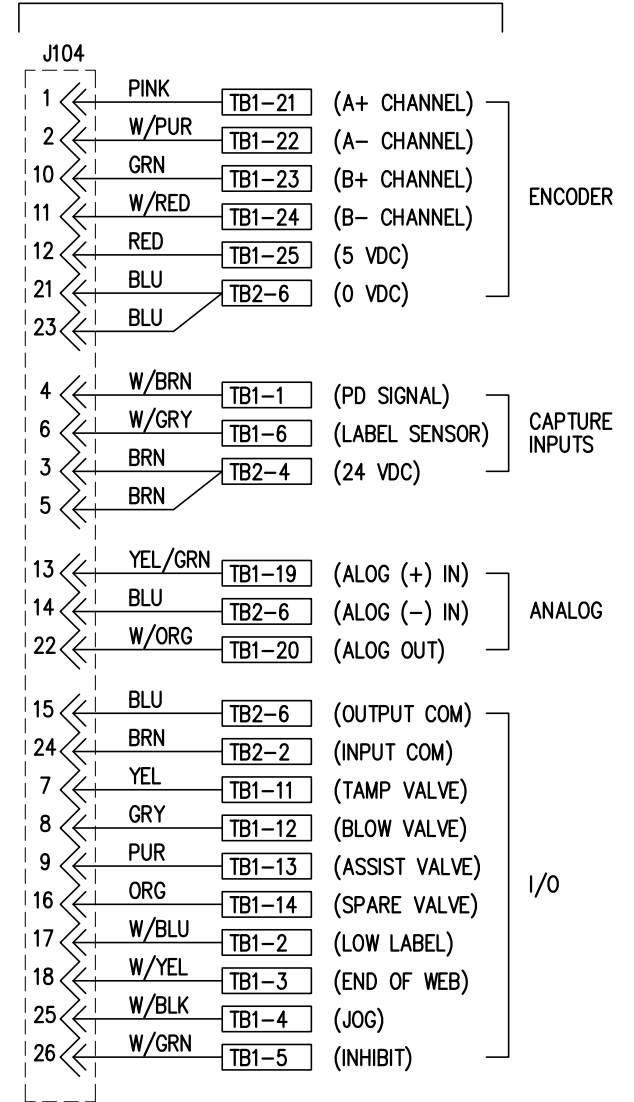 J104
1 PINK TB1-21 (A+ CHANNEL)
2 W/PUR TB1-22 (A- CHANNEL)
10 GRN TB1-23 (B+ CHANNEL)
ENCODER
11 W/RED TB1-24 (B- CHANNEL)
12 RED TB1-25 (5 VDC)
21 BLU TB2-6 (0 VDC)
23 BLU
4 W/BRN TB1-1 (PD SIGNAL)
CAPTURE
6 W/GRY TB1-6 (LABEL SENSOR)
INPUTS
3 BRN TB2-4 (24 VDC)
5 BRN
13 YEL/GRN TB1-19 (ALOG (+) IN)
14 BLU TB2-6 (ALOG (-) IN) ANALOG
22 W/ORG TB1-20 (ALOG OUT)
15 BLU TB2-6 (OUTPUT COM)
24 BRN TB2-2 (INPUT COM)
7 YEL TB1-11 (TAMP VALVE)
8 GRY TB1-12 (BLOW VALVE)
9 PUR TB1-13 (ASSIST VALVE)
I/O
16 ORG TB1-14 (SPARE VALVE)
17 W/BLU TB1-2 (LOW LABEL)
18 W/YEL TB1-3 (END OF WEB)
25 W/BLK TB1-4 (JOG)
26 W/GRN TB1-5 (INHIBIT)